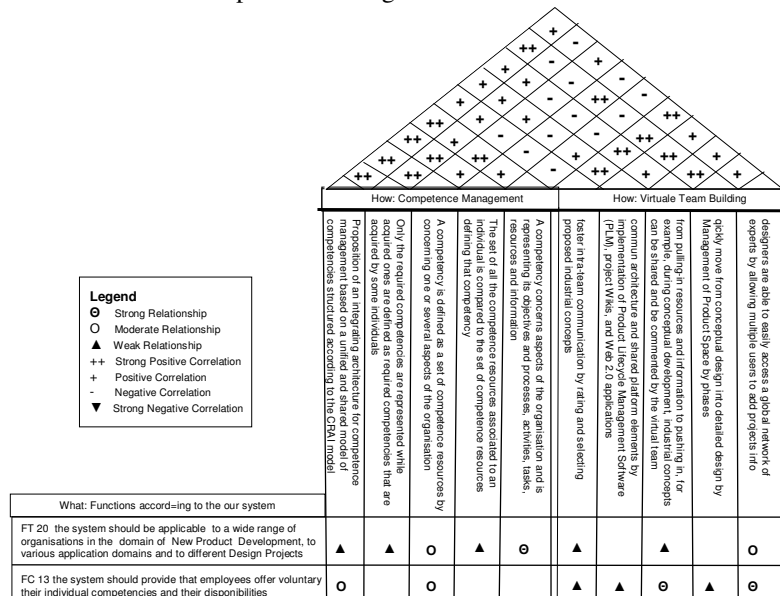 How: Competence Management
How: Virtuale Team Building
Proposition of an integrating architecture for competence
management based on a unified and shared model of
competencies structured according to the CRAI model
Only the required competencies are represented while
acquired ones are defined as required competencies that are
acquired by some individuals
A competency is defined as a set of competence resources by
concerning one or several aspects of the organisation
The set of all the competence resources associated to an
individual is compared to the set of competence resources
defining that competency
A competency concerns aspects of the organisation and is
representing its objectives and processes, activities, tasks,
resources and information
foster intra-team communication by rating and selecting
proposed industrial concepts
commun architecture and shared platform elements by
implementation of Product Lifecycle Management Software
(PLM), project Wikis, and Web 2.0 applications
from pulling-in resources and information to pushing in, for
example, during conceptual development, industrial concepts
can be shared and be commented by the virtual team
qickly move from conceptual design into detailed design by
Management of Product Space by phases
designers are able to easily access a global network of
experts by allowing multiple users to add projects into
Legend
Θ Strong Relationship
O Moderate Relationship
▲ Weak Relationship
++ Strong Positive Correlation
+ Positive Correlation
- Negative Correlation
▼ Strong Negative Correlation
What: Functions accord=ing to the our system
FT 20 the system should be applicable to a wide range of
organisations in the domain of New Product Development, to
various application domains and to different Design Projects
▲ ▲ O ▲ Θ ▲ ▲ O
FC 13 the system should provide that employees offer voluntary
their individual competencies and their disponibilities
O O ▲ ▲ Θ ▲ Θ